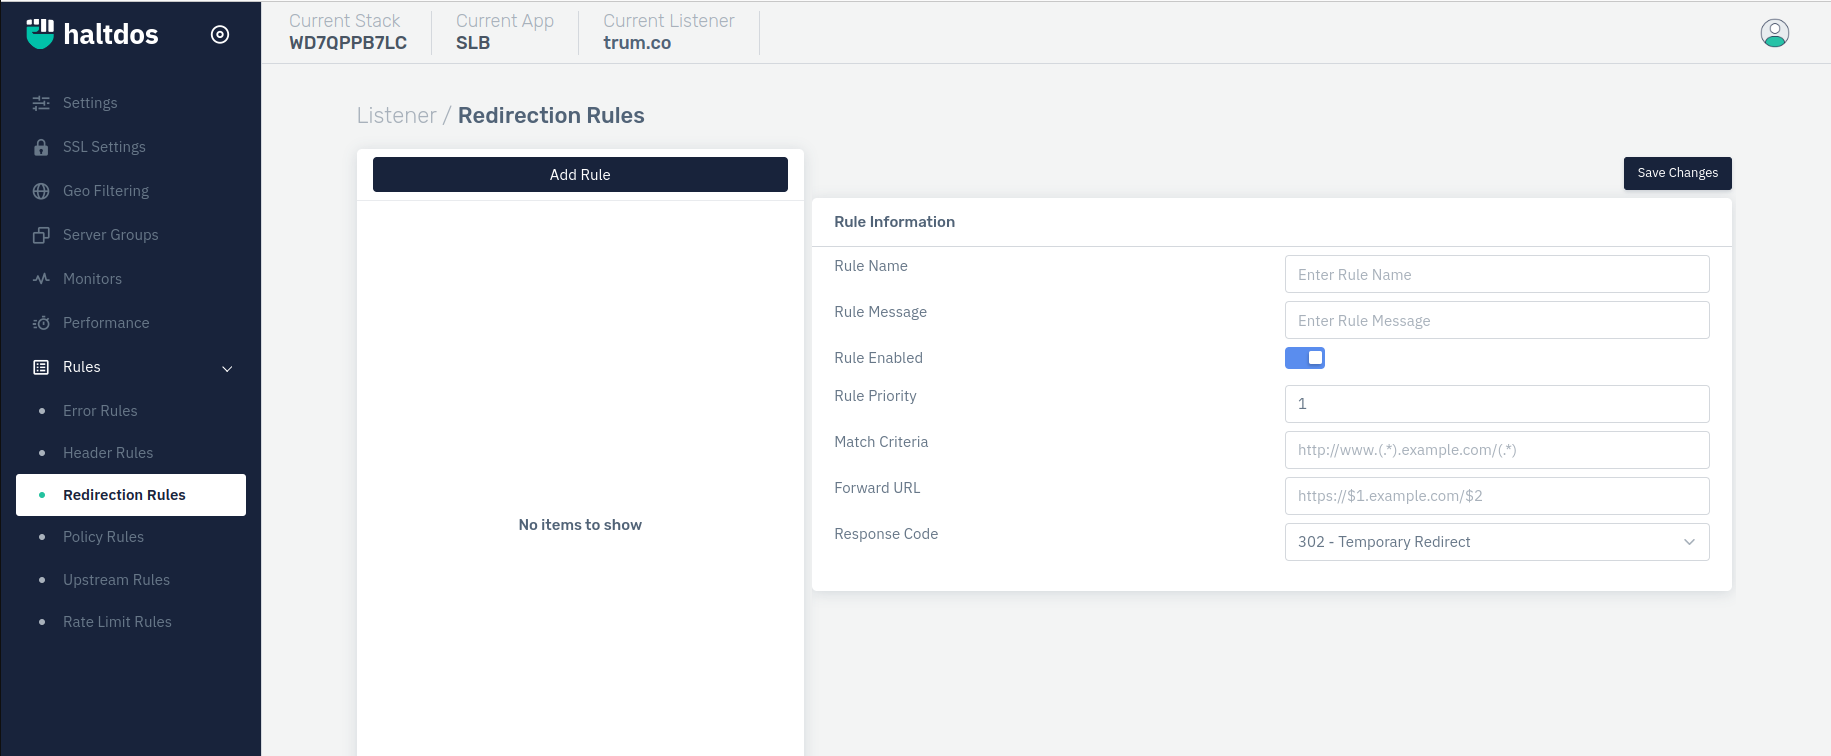 haltdos
Current Stack
WD7QPPB7LC
Current App
SLB
Current Listener
trum.co
Settings
SSL Settings
Geo Filtering
Server Groups
Monitors
Performance
Rules
Error Rules
Header Rules
Redirection Rules
Policy Rules
Upstream Rules
Rate Limit Rules
Listener / Redirection Rules
Add Rule
No items to show
Save Changes
Rule Information
Rule Name
Enter Rule Name
Rule Message
Enter Rule Message
Rule Enabled
Rule Priority
1
Match Criteria
http://www.(.*).example.com/(.*)
Forward URL
https://$1.example.com/$2
Response Code
302 - Temporary Redirect